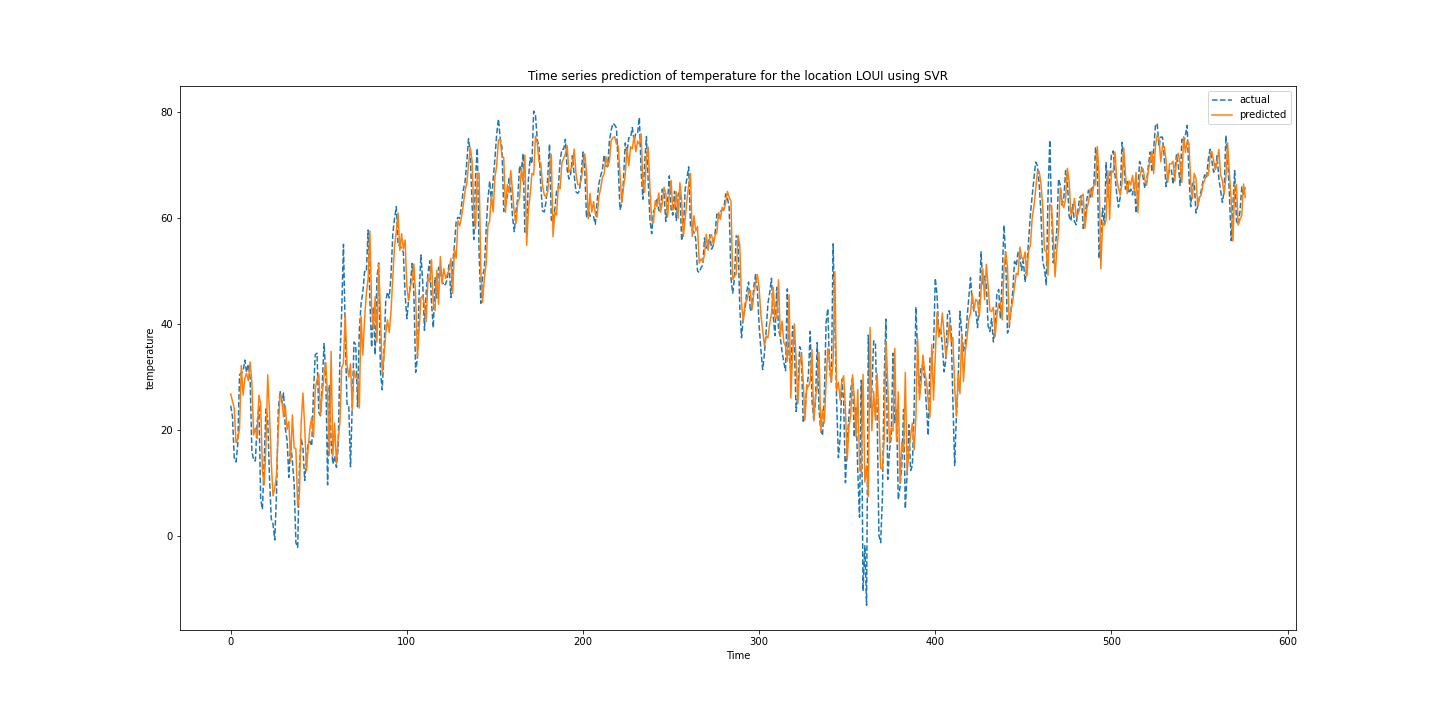 Time series prediction of temperature for the location LOUI using SVR
actual
predicted
80
60
40
20
0
temperature
0 100 200 300 400 500 600
Time